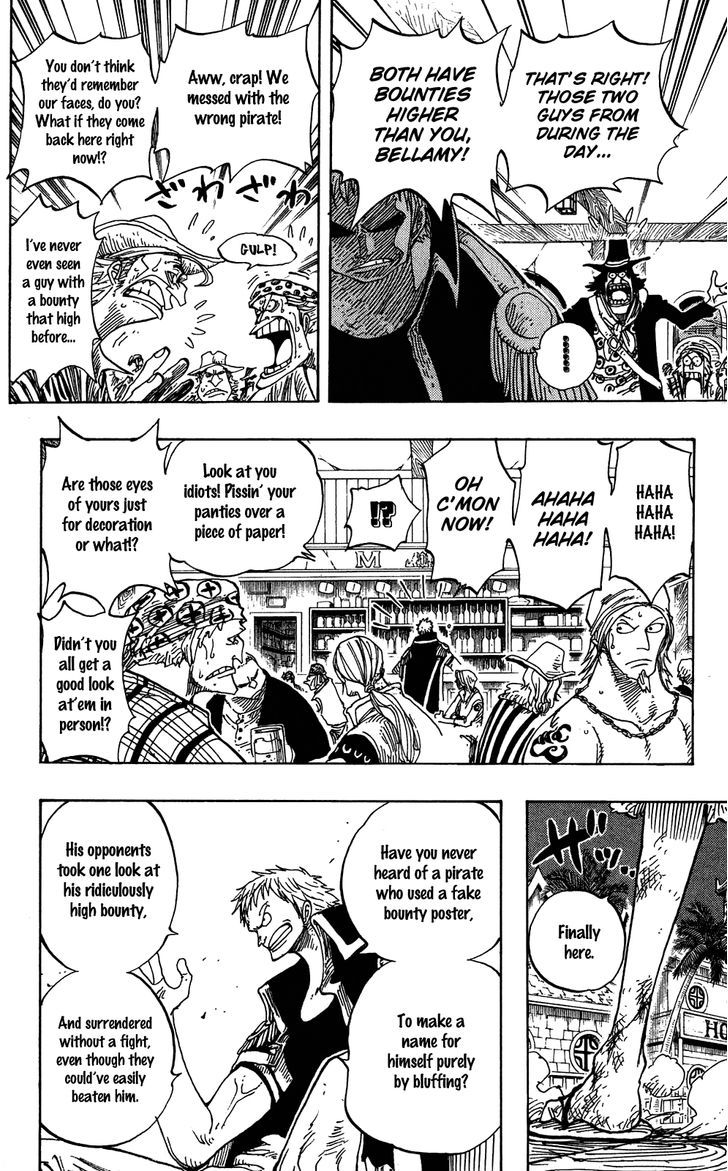 THAT'S RIGHT!
THOSE TWO
GUYS FROM
DURING THE
DAY...
BOTH HAVE
BOUNTIES
HIGHER
THAN YOU,
BELLAMY!
Aww, crap! We
messed with the
wrong pirate!
You don't think
they'd remember
our faces, do you?
What if they come
back here right
now!?
ざわ
ざわ
GULP!
I've never
even seen
a guy with
a bounty
that high
before...
HAHA
HAHA
HAHA!
AHAHA
HAHA
HAHA!
OH
C'MON
NOW!
!?
M
Look at you
idiots! Dissin' your
panties over a
piece of paper!
Are those eyes
of yours just
for decoration
or what!?
Didn't you
all get a
good look
at'em in
person!?
ザッ
Finally
here.
HO
Have you never
heard of a pirate
who used a fake
bounty poster,
To make a
name for
himself purely
by bluffing?
His opponents
took one look at
his ridiculously
high bounty,
And surrendered
without a fight,
even though they
could've easily
beaten him.